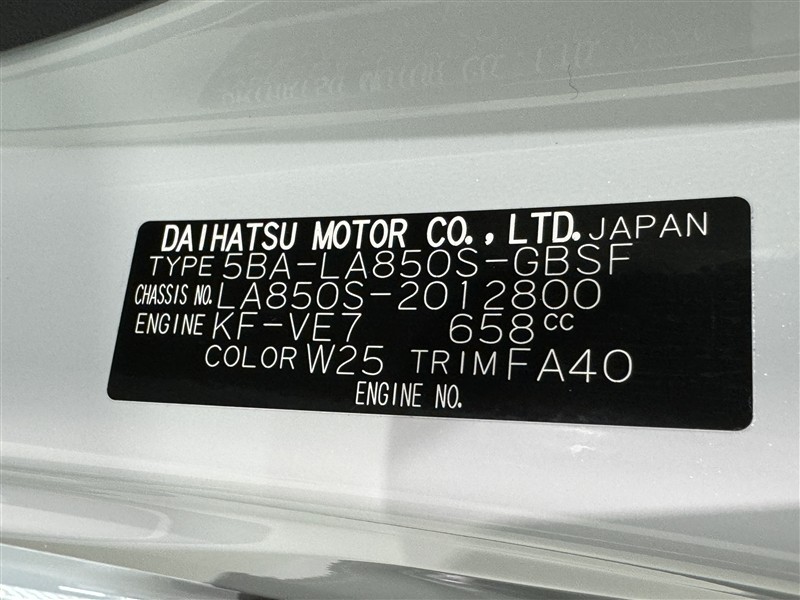 DAIHATSU MOTOR CO., LTD. JAPAN
TYPE 5BA-LA850S-GBSF
CHASSIS NO. LA850S-2012800
ENGINE KF-VE7 658cc
COLOR W25 TRIM FA40
ENGINE NO.